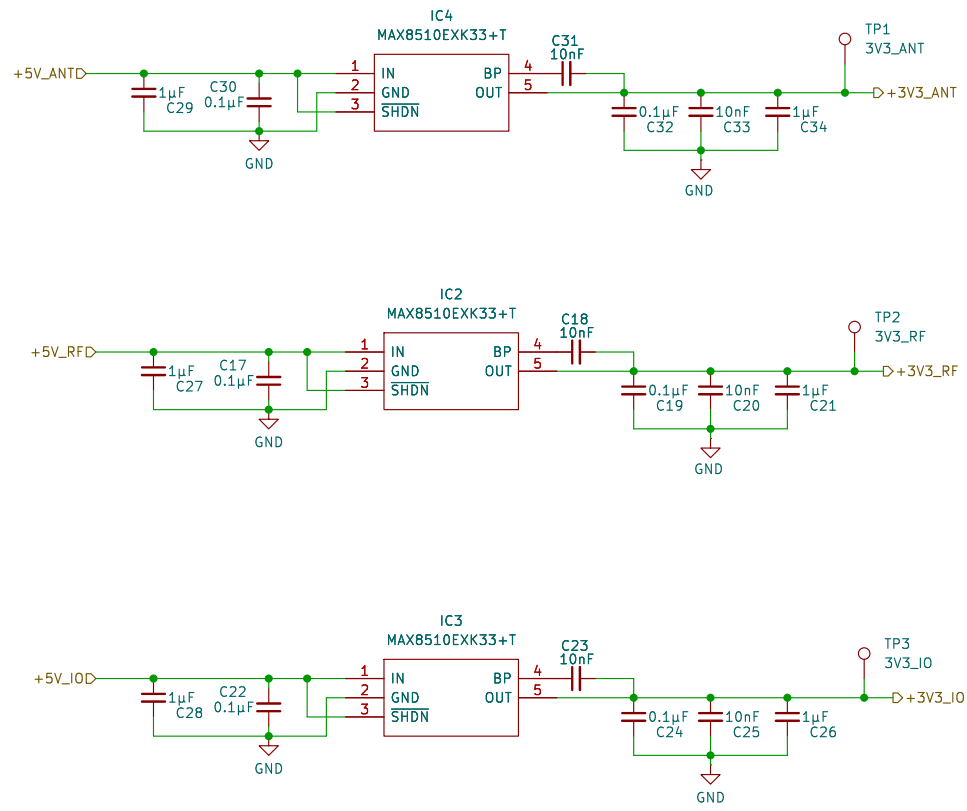 IC4
MAX8510EXK33+T
TP1
3V3_ANT
C31
10nF
+5V_ANT
1 IN
2 GND
3 SHDN
BP 4
OUT 5
1µF
C29
C30
0.1µF
GND
0.1µF
C32
10nF
C33
1µF
C34
+3V3_ANT
GND
IC2
MAX8510EXK33+T
TP2
3V3_RF
C18
10nF
+5V_RF
1 IN
2 GND
3 SHDN
BP 4
OUT 5
1µF
C27
C17
0.1µF
GND
0.1µF
C19
10nF
C20
1µF
C21
+3V3_RF
GND
IC3
MAX8510EXK33+T
TP3
3V3_IO
C23
10nF
+5V_IO
1 IN
2 GND
3 SHDN
BP 4
OUT 5
1µF
C28
C22
0.1µF
GND
0.1µF
C24
10nF
C25
1µF
C26
+3V3_IO
GND